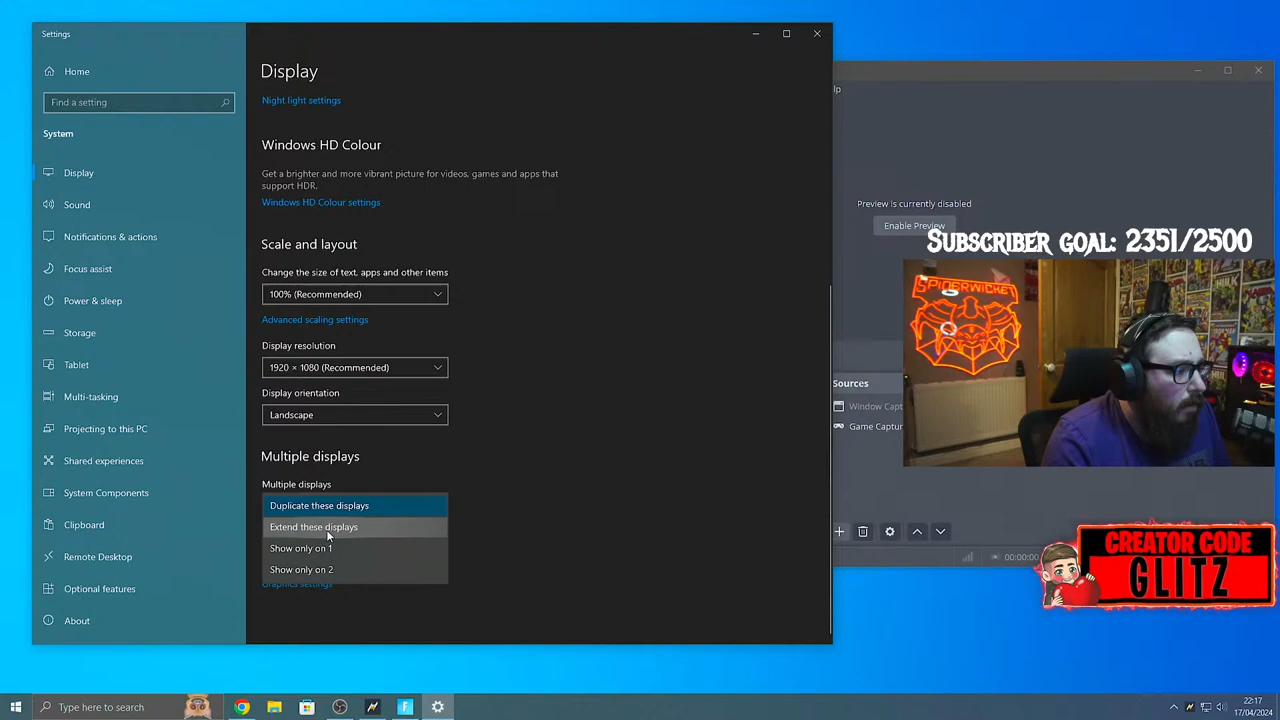 Settings
Home
Find a setting
System
Display
Sound
Notifications & actions
Focus assist
Power & sleep
Storage
Tablet
Multi-tasking
Projecting to this PC
Shared experiences
System Components
Clipboard
Remote Desktop
Optional features
About
Display
Night light settings
Windows HD Colour
Get a brighter and more vibrant picture for videos, games and apps that
support HDR.
Windows HD Colour settings
Scale and layout
Change the size of text, apps and other items
100% (Recommended)
Advanced scaling settings
Display resolution
1920 × 1080 (Recommended)
Display orientation
Landscape
Multiple displays
Multiple displays
Duplicate these displays
Extend these displays
Show only on 1
Show only on 2
Graphics settings
lp
Preview is currently disabled
Enable Preview
Subscriber goal: 2351/2500
SPIDERWICKET
Sources
Window Capt
Game Captur
00:00:00
CREATOR CODE
GLITZ
Type here to search
22:17
17/04/2024